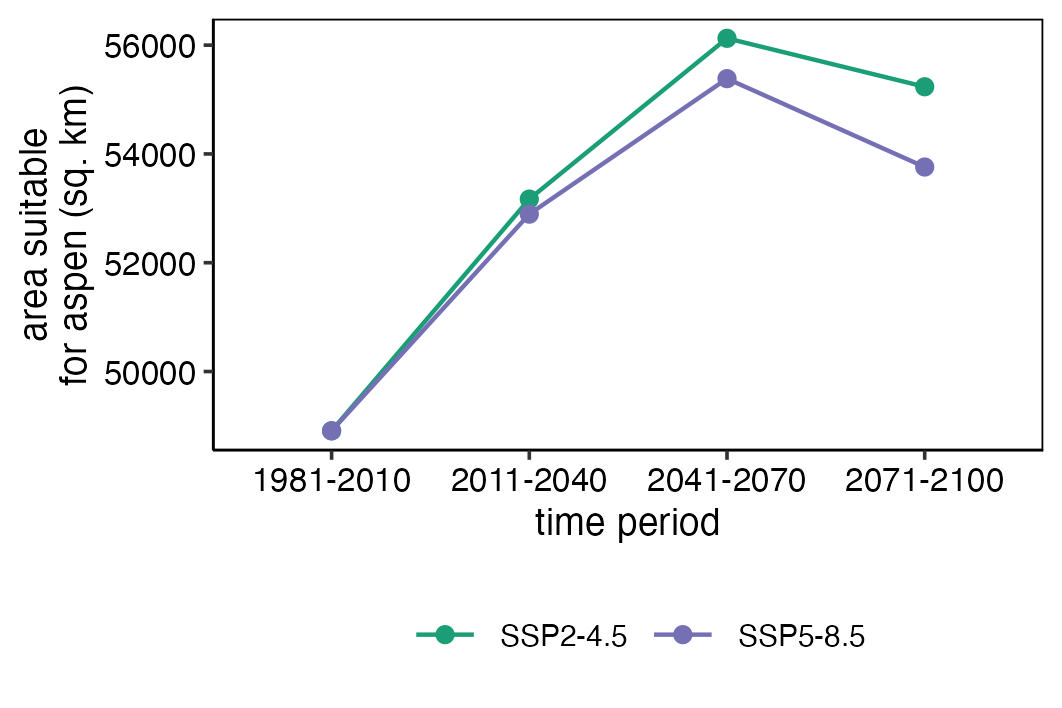 56000
54000
52000
50000
area suitable
for aspen (sq. km)
1981-2010 2011-2040 2041-2070 2071-2100
time period
SSP2-4.5 SSP5-8.5